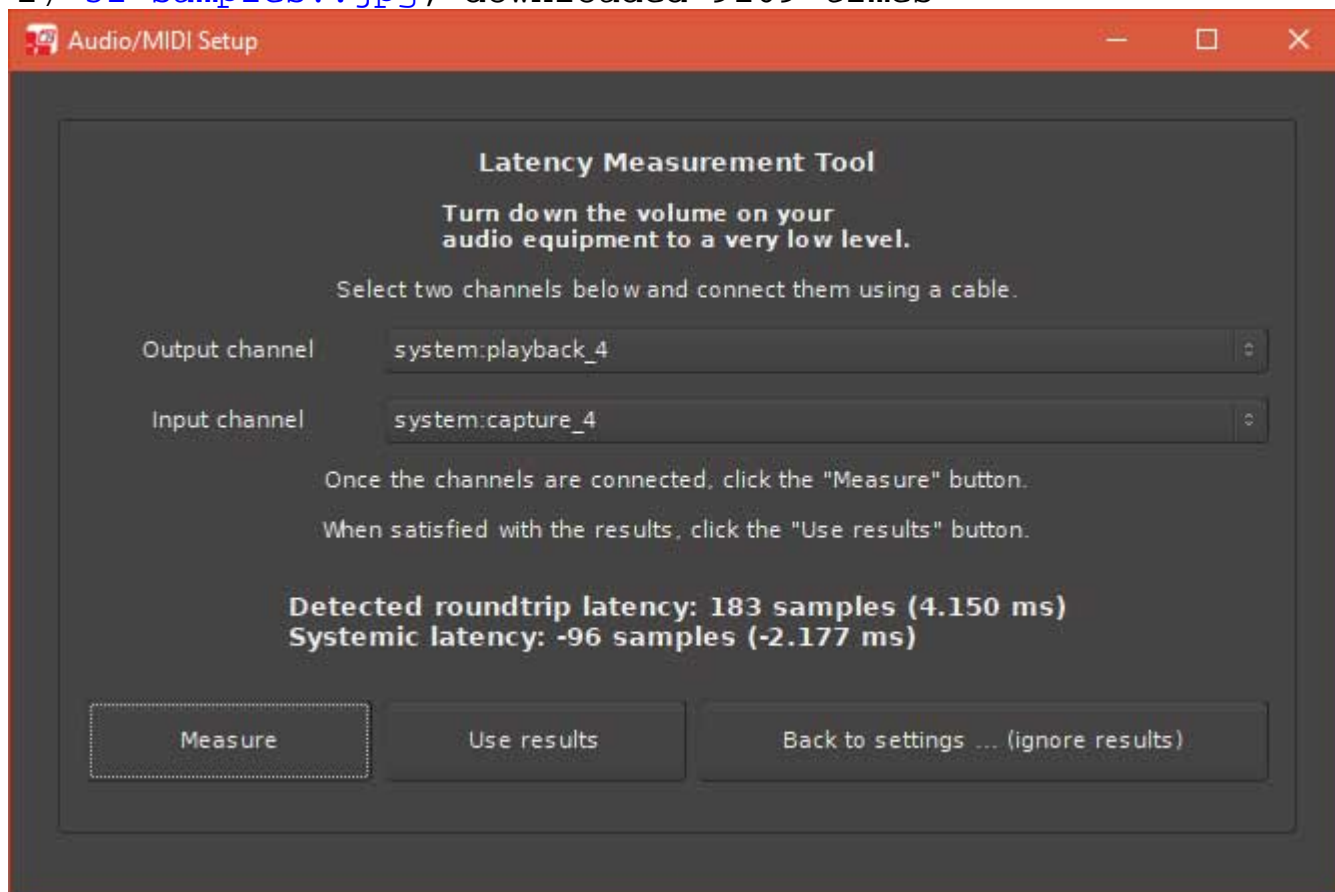 Audio/MIDI Setup
Latency Measurement Tool
Turn down the volume on your
audio equipment to a very low level.
Select two channels below and connect them using a cable.
Output channel system:playback_4
Input channel system:capture_4
Once the channels are connected, click the "Measure" button.
When satisfied with the results, click the "Use results" button.
Detected roundtrip latency: 183 samples (4.150 ms)
Systemic latency: -96 samples (-2.177 ms)
Measure Use results Back to settings ... (ignore results)